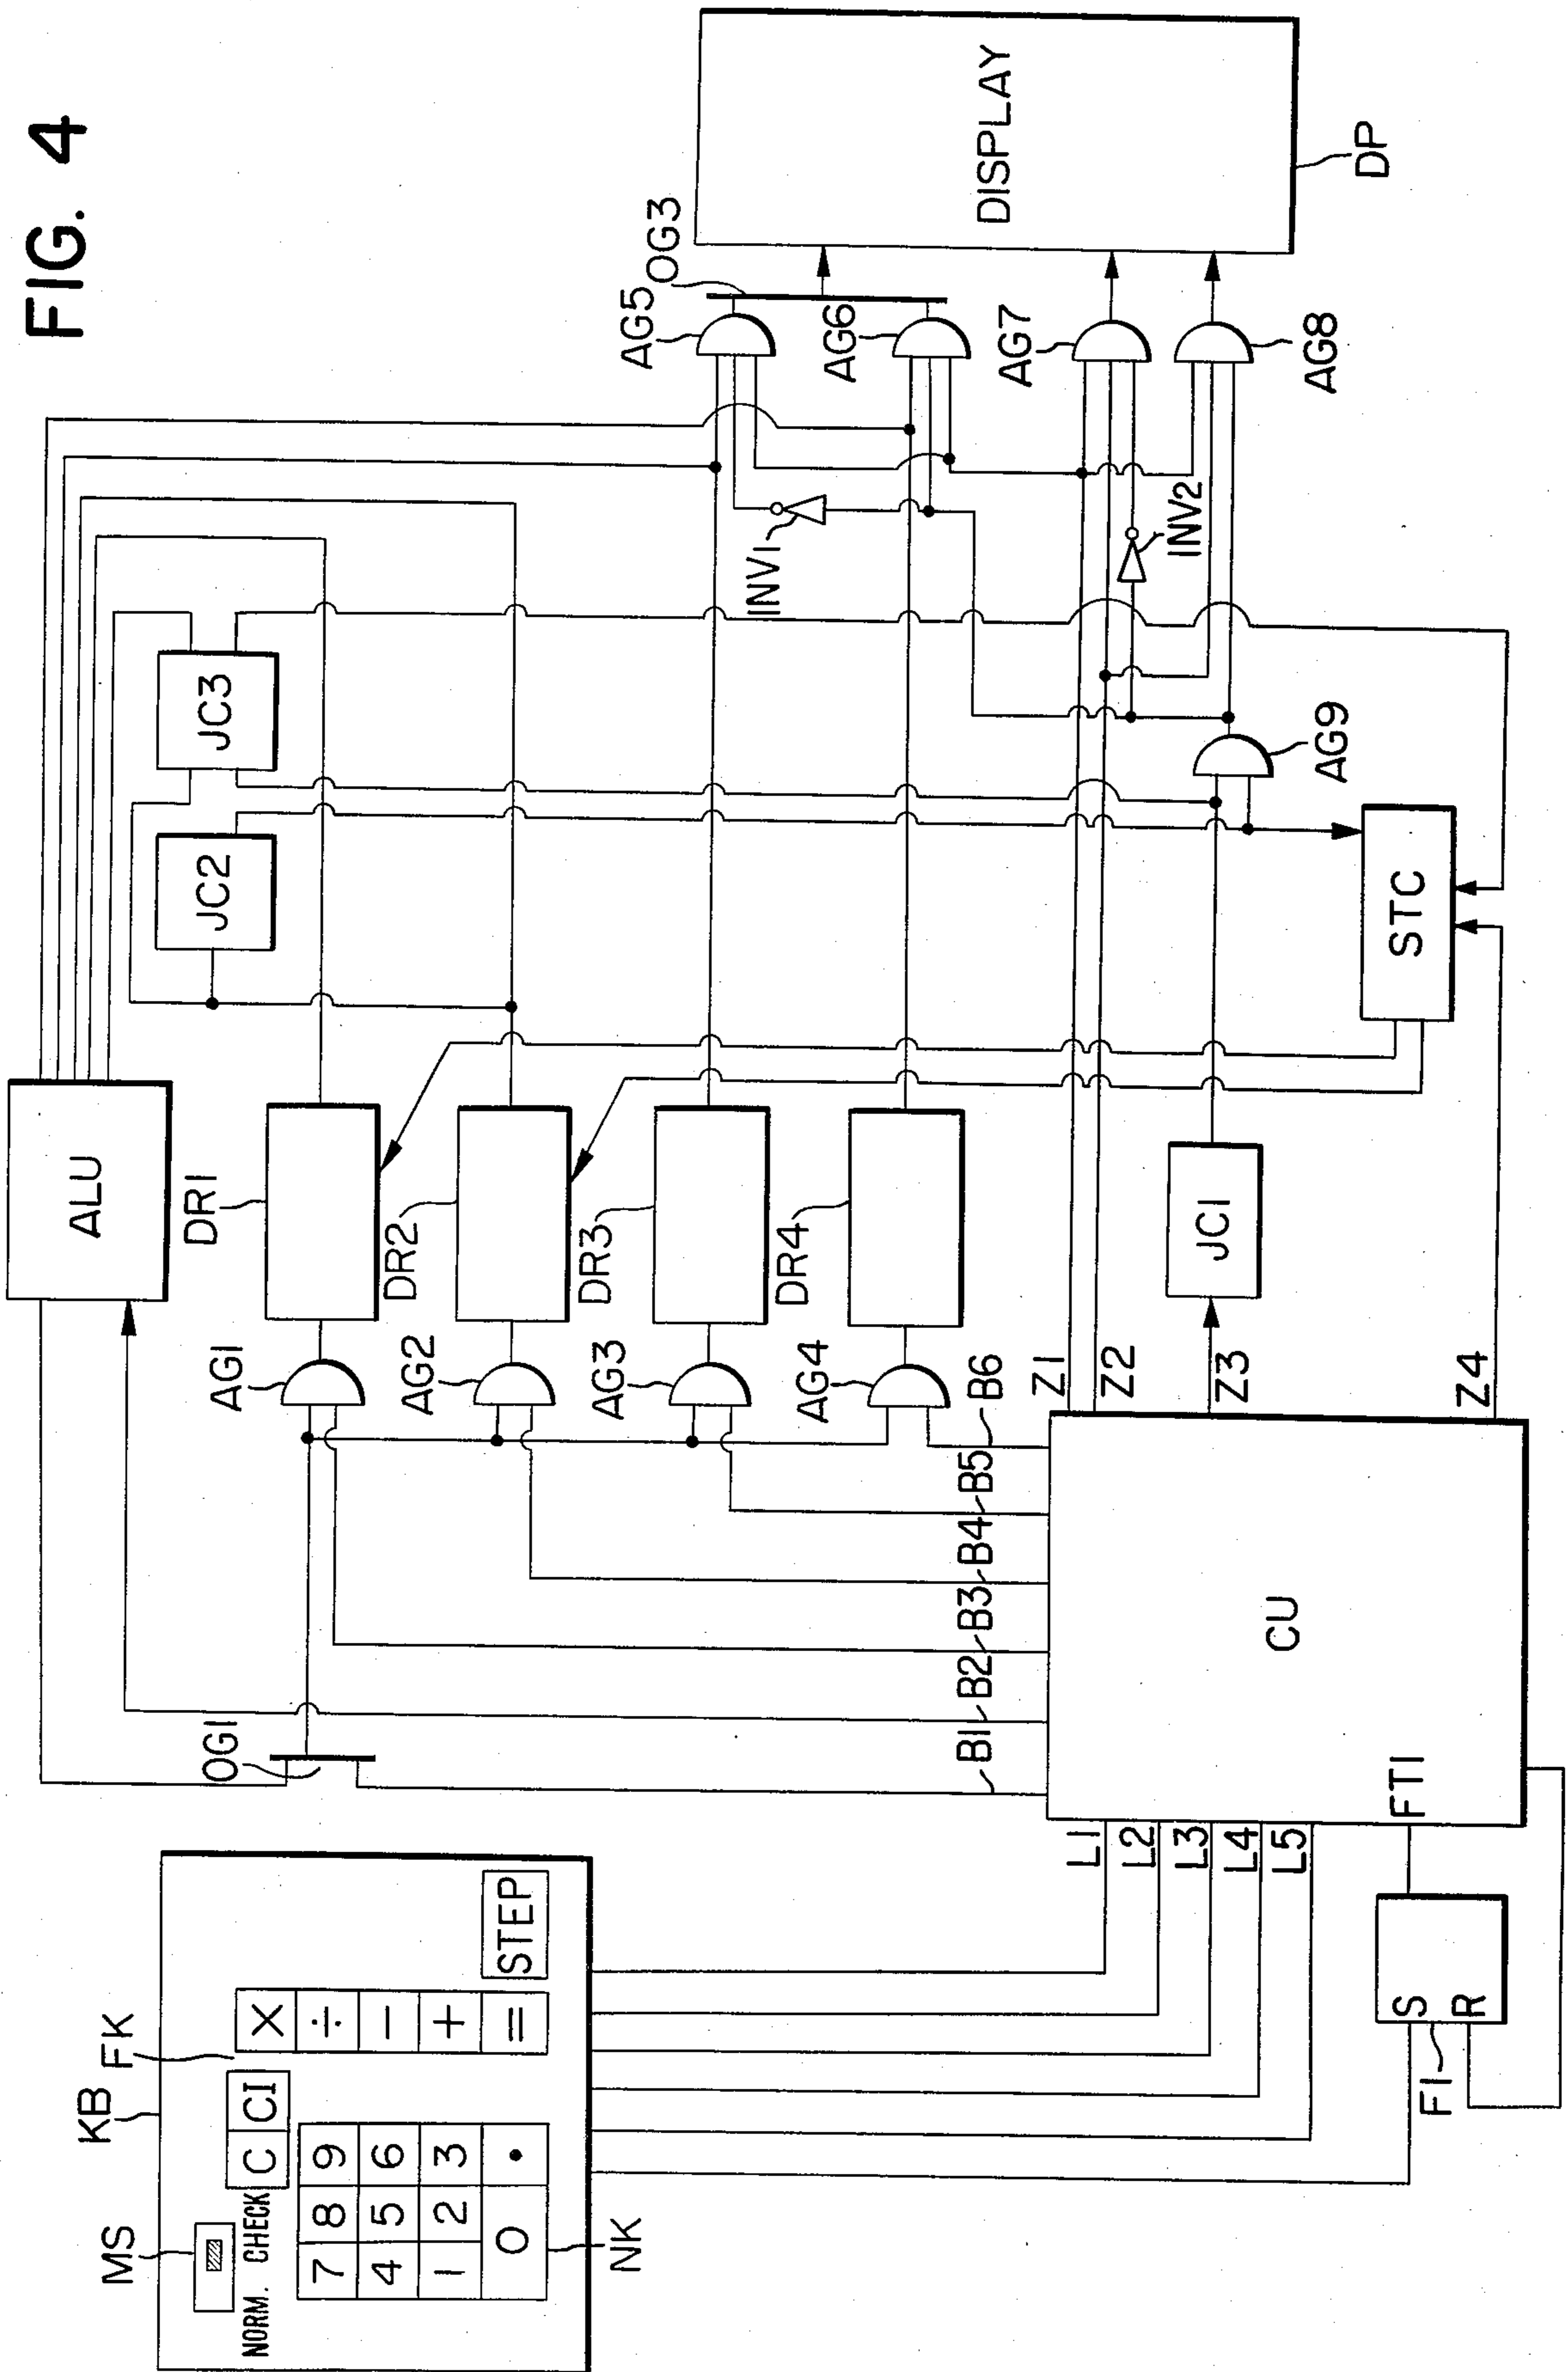 FIG. 4
ALU
JC3
JC2
DR1
DR2
DR3
DR4
AG1
AG2
AG3
AG4
AG5
AG6
AG7
AG8
AG9
OG1
OG3
INV1
INV2
DISPLAY
DP
STC
JC1
Z1
Z2
Z3
Z4
B1
B2
B3
B4
B5
B6
CU
L1
L2
L3
L4
L5
FT1
S
R
F1
KB
FK
MS
NORM. CHECK
C CI
7 8 9
4 5 6
1 2 3
0 •
×
÷
−
+
=
STEP
NK